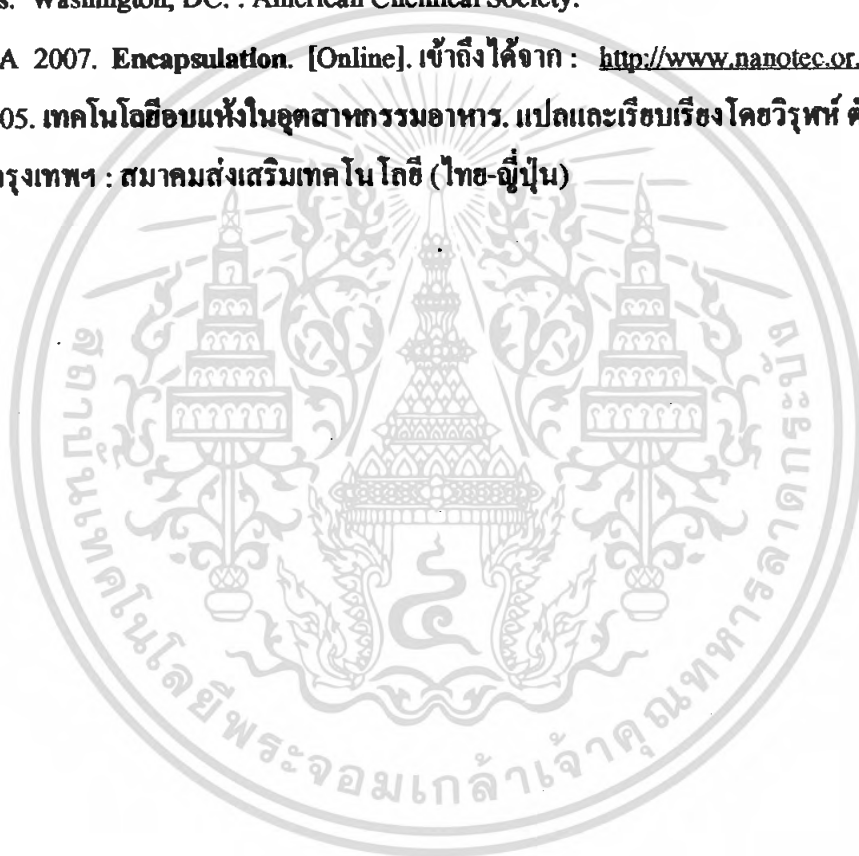 s. Washington, DC. : American Chemical Society.
A 2007. Encapsulation. [Online]. เข้าถึงได้จาก : http://www.nanotec.or.
05. เทคโนโลยีอบแห้งในอุตสาหกรรมอาหาร. แปลและเรียบเรียงโดยวิรุฬห์
กรุงเทพฯ : สมาคมส่งเสริมเทคโนโลยี (ไทย-ญี่ปุ่น)
สถาบันเทคโนโลยีพระจอมเกล้าเจ้าคุณทหารลาดกระบัง
๔